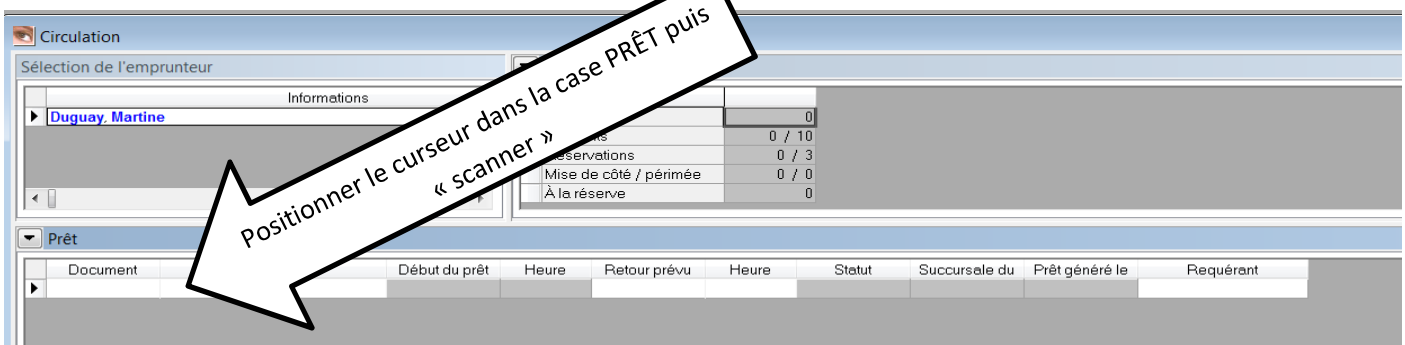 Circulation
Sélection de l'emprunteur
Informations
Duguay, Martine
0
0 / 10
0 / 3
Mise de côté / périmée 0 / 0
À la réserve 0
Positionner le curseur dans la case PRÊT puis
« scanner »
Prêt
Document Début du prêt Heure Retour prévu Heure Statut Succursale du Prêt généré le Requérant